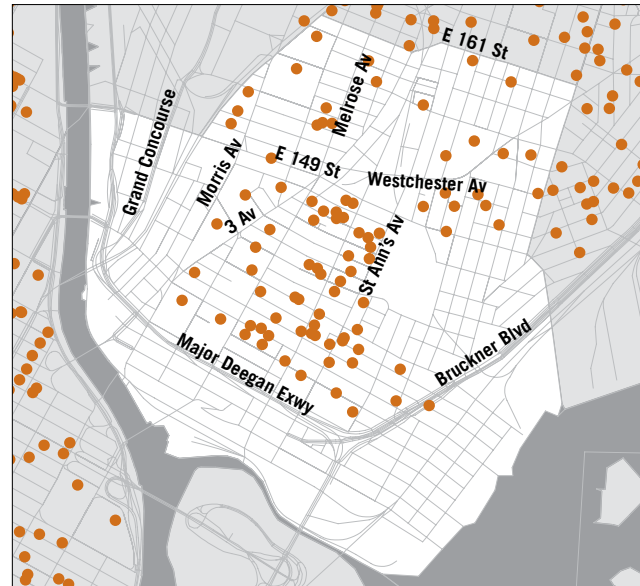 E 161 St
Melrose Av
Grand Concourse
Morris Av
E 149 St
Westchester Av
3 Av
St Ann's Av
Major Deegan Exwy
Bruckner Blvd